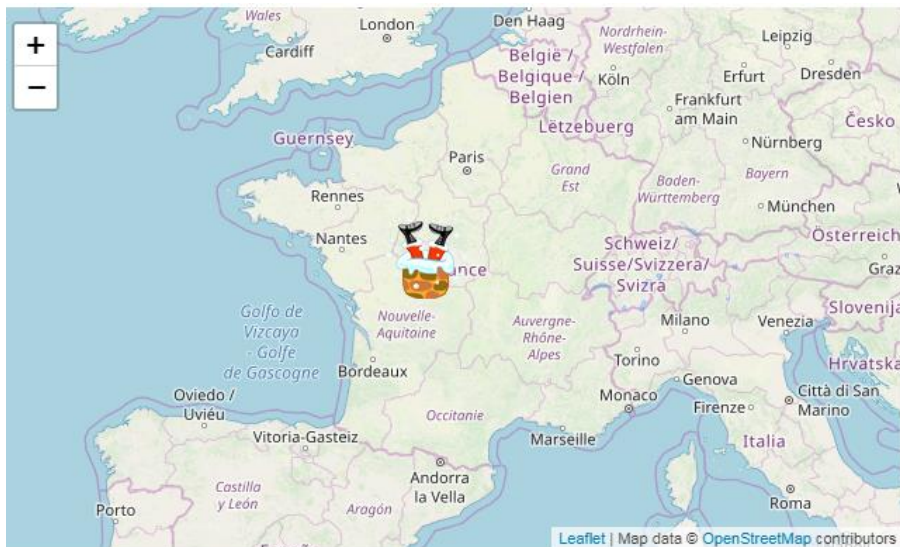 Wales
London
Cardiff
Den Haag
Nordrhein-
Westfalen
Leipzig
België /
Belgique /
Belgien
Köln
Erfurt
Dresden
Frankfurt
am Main
Guernsey
Lëtzebuerg
Česko
Nürnberg
Paris
Grand
Est
Baden-
Württemberg
Bayern
Rennes
München
Nantes
Schweiz/
Suisse/Svizzera/
Svizra
Österreich
Graz
nce
Golfo de
Vizcaya
- Golfe
de Gascogne
Nouvelle-
Aquitaine
Auvergne-
Rhône-
Alpes
Milano
Venezia
Slovenija
Torino
Hrvatska
Bordeaux
Genova
Oviedo /
Uviéu
Monaco
Firenze
Città di San
Marino
Occitanie
Vitoria-Gasteiz
Marseille
Italia
Andorra
la Vella
Castilla
y León
Aragón
Porto
Roma
+
−
Leaflet | Map data © OpenStreetMap contributors